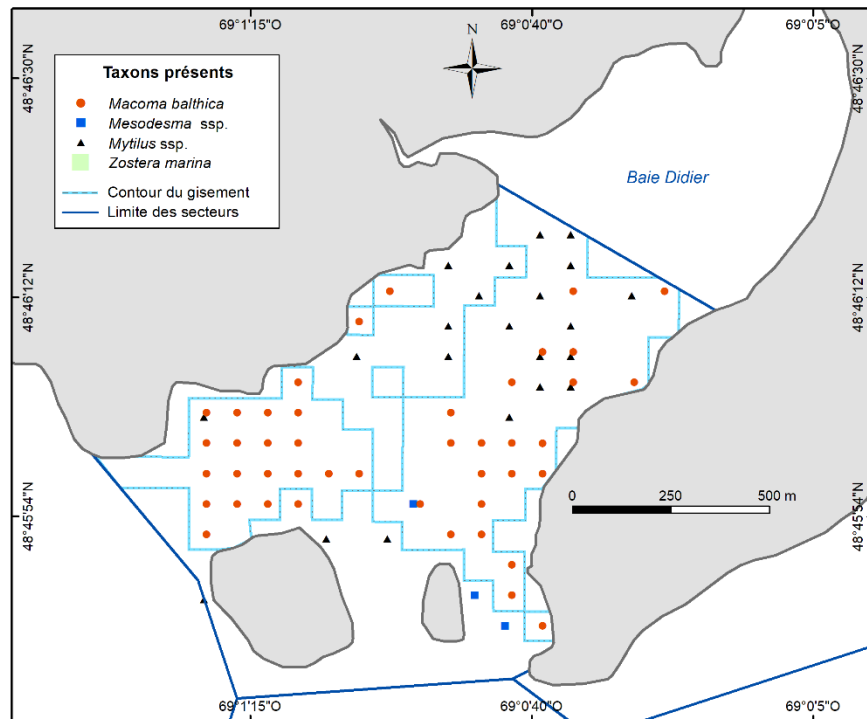 69°1'15"O 69°0'40"O 69°0'5"O
48°46'30"N 48°46'30"N
N
Taxons présents
Macoma balthica
Mesodesma ssp.
Mytilus ssp.
Zostera marina
Contour du gisement
Limite des secteurs
Baie Didier
48°46'12"N 48°46'12"N
0 250 500 m
48°45'54"N 48°45'54"N
69°1'15"O 69°0'40"O 69°0'5"O